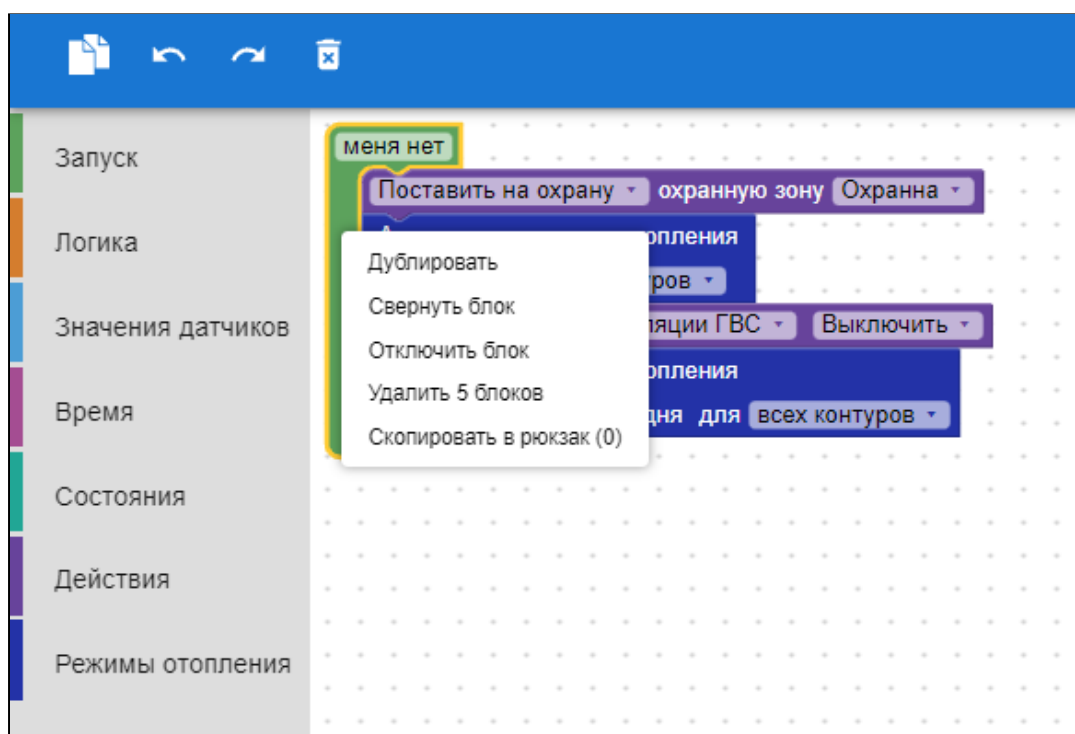 Запуск
Логика
Значения датчиков
Время
Состояния
Действия
Режимы отопления
меня нет
Поставить на охрану охранную зону Охранна
опления
ров
ляции ГВС Выключить
опления
дня для всех контуров
Дублировать
Свернуть блок
Отключить блок
Удалить 5 блоков
Скопировать в рюкзак (0)